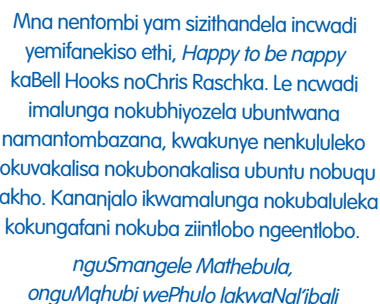 Mna nentombi yam sizithandela incwadi
yemifanekiso ethi, Happy to be nappy
kaBell Hooks noChris Raschka. Le ncwadi
imalunga nokubhiyozela ubuntwana
namantombazana, kwakunye nenkululeko
okuvakalisa nokubonakalisa ubuntu nobuqu
akho. Kananjalo ikwamalunga nokubaluleka
kokungafani nokuba ziintlobo ngeentlobo.
nguSmangele Mathebula,
onguMqhubi wePhulo lakwaNal'ibali